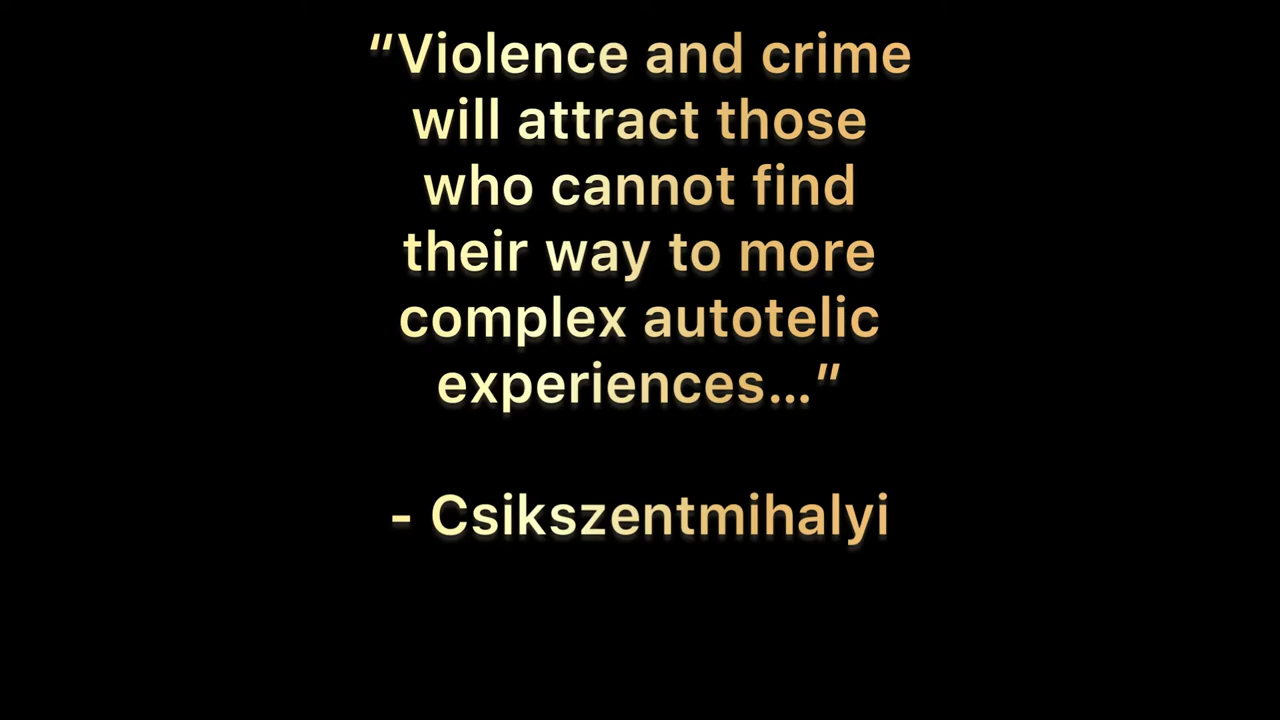 “Violence and crime
will attract those
who cannot find
their way to more
complex autotelic
experiences...”
- Csikszentmihalyi